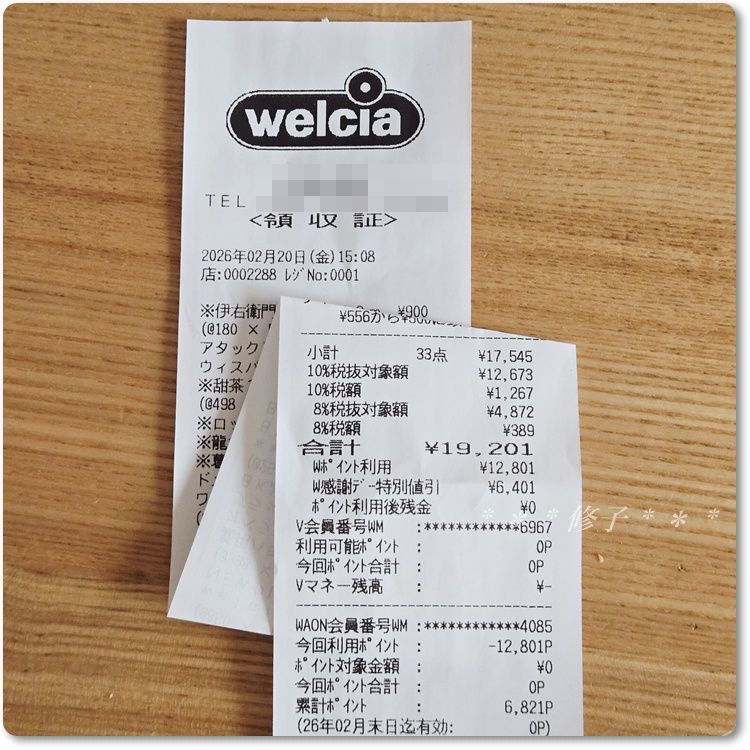 welcia
TEL
<領収証>
2026年02月20日(金)15:08
店:0002288 ﾚｼﾞNo:0001
※伊右衛門
(@180 ×
アタック
ウィスパ
※甜茶
(@498
※ロッ
※龍
¥900
小計 33点 ¥17,545
10%税抜対象額 ¥12,673
10%税額 ¥1,267
8%税抜対象額 ¥4,872
8%税額 ¥389
合計 ¥19,201
Wﾎﾟｲﾝﾄ利用 ¥12,801
W感謝ﾃﾞｰ特別値引 ¥6,401
ﾎﾟｲﾝﾄ利用後残金 ¥0
V会員番号WM :************6967
利用可能ﾎﾟｲﾝﾄ : 0P
今回ﾎﾟｲﾝﾄ合計 : 0P
Vマネー残高 : ¥-
WAON会員番号WM :************4085
今回利用ﾎﾟｲﾝﾄ : -12,801P
ﾎﾟｲﾝﾄ対象金額 : ¥0
今回ﾎﾟｲﾝﾄ合計 : 0P
累計ﾎﾟｲﾝﾄ : 6,821P
(26年02月末日迄有効: 0P)